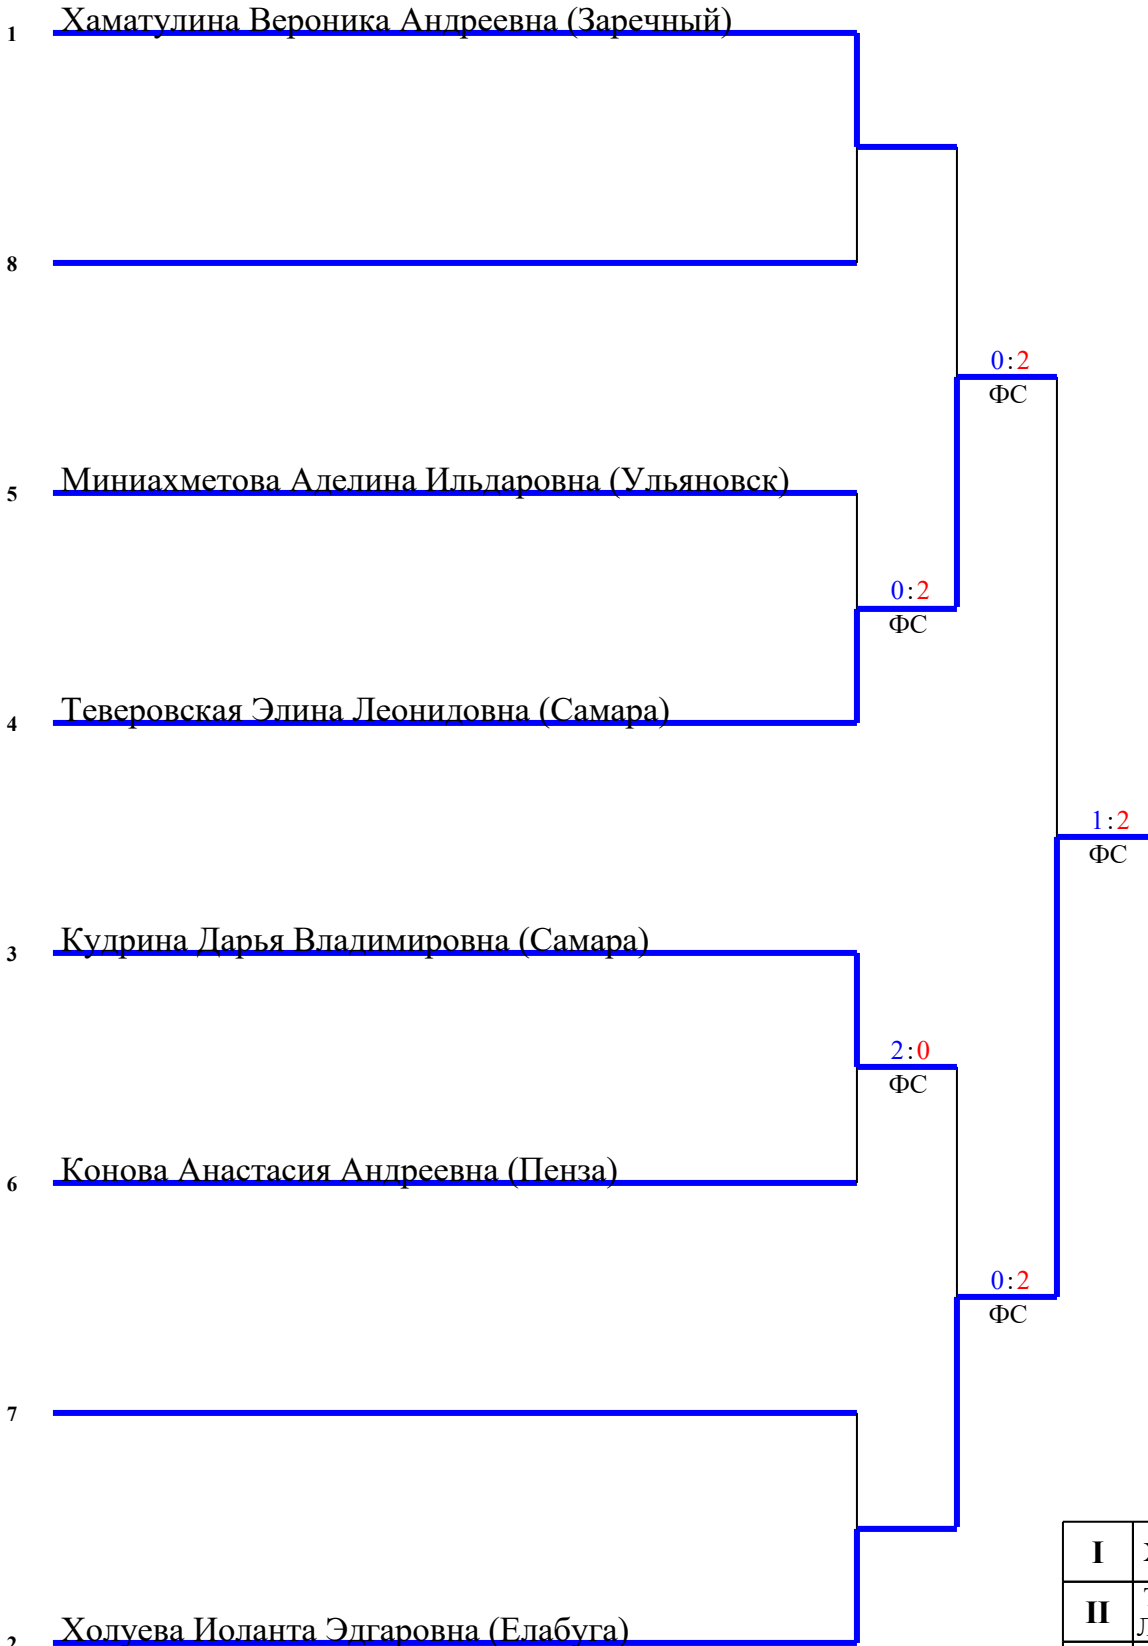 1 Хаматулина Вероника Андреевна (Заречный)
8
0:2
ФС
5 Миниахметова Аделина Ильдаровна (Ульяновск)
0:2
ФС
4 Теверовская Элина Леонидовна (Самара)
1:2
ФС
3 Кудрина Дарья Владимировна (Самара)
2:0
ФС
6 Конова Анастасия Андреевна (Пенза)
0:2
ФС
7
I
II
2 Холуева Иоланта Эдгаровна (Елабуга)